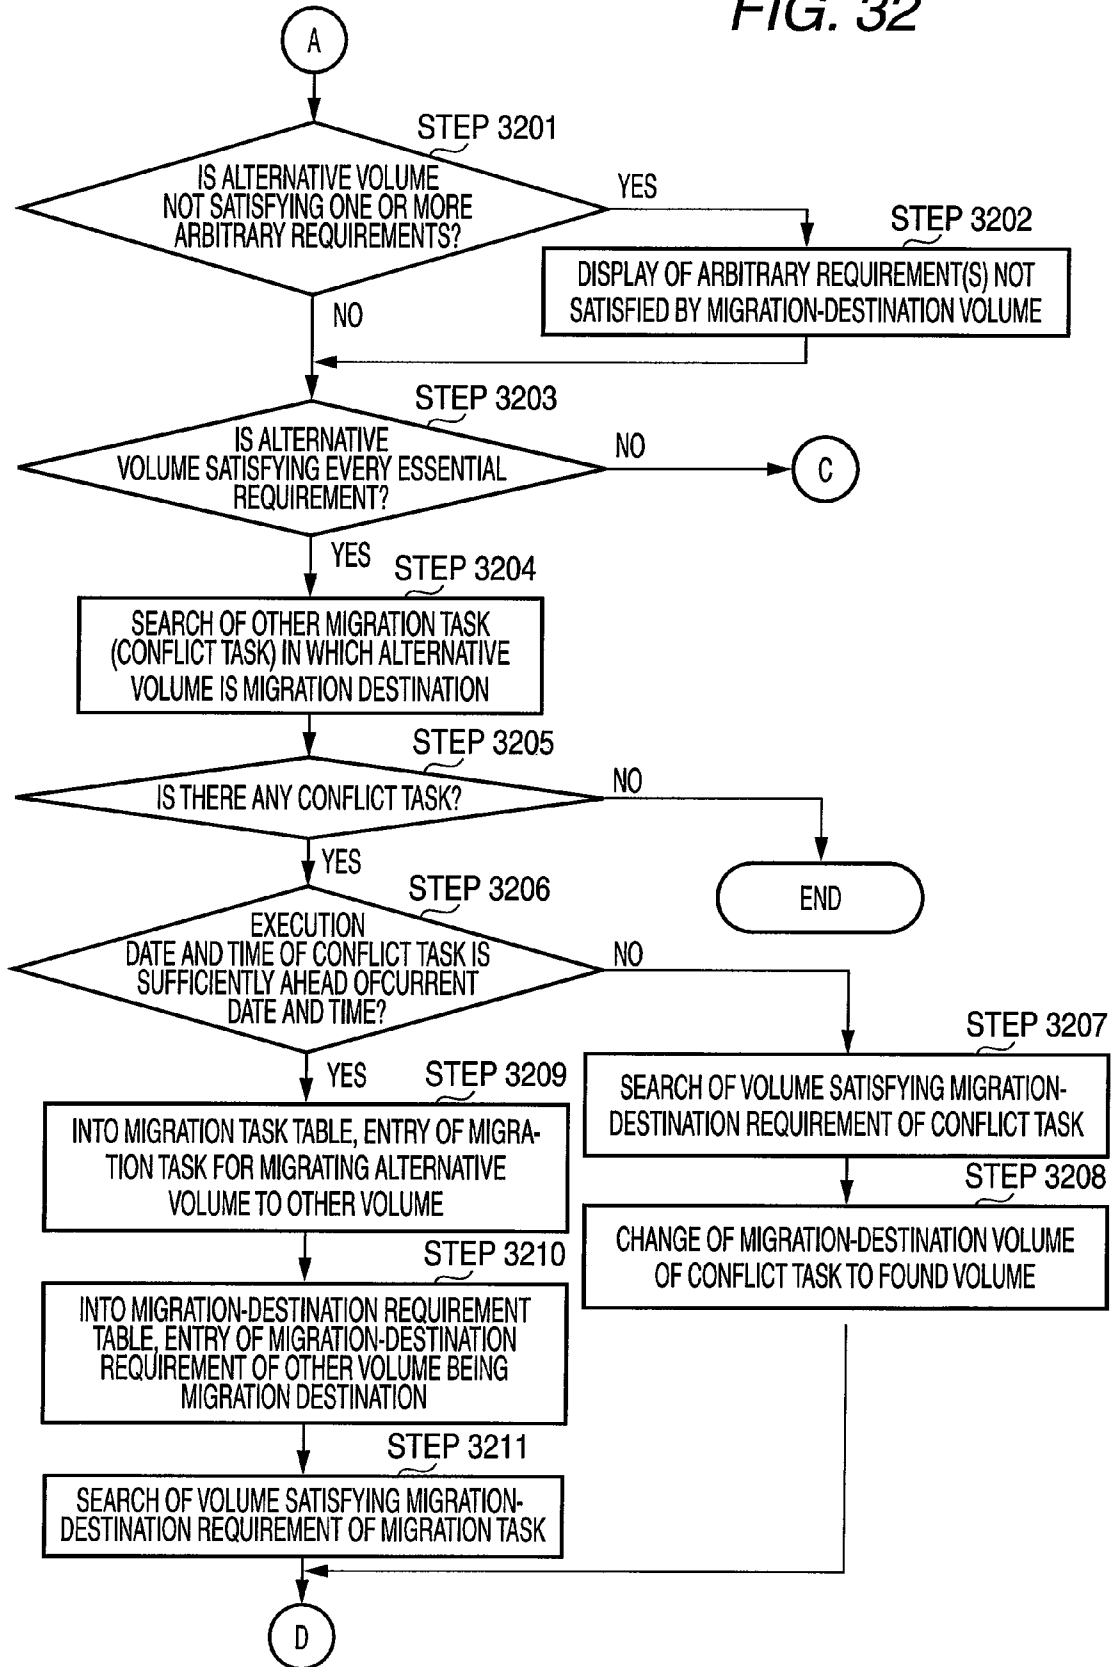 FIG. 32
A
STEP 3201
IS ALTERNATIVE VOLUME
NOT SATISFYING ONE OR MORE
ARBITRARY REQUIREMENTS?
YES
STEP 3202
DISPLAY OF ARBITRARY REQUIREMENT(S) NOT
SATISFIED BY MIGRATION-DESTINATION VOLUME
NO
STEP 3203
IS ALTERNATIVE
VOLUME SATISFYING EVERY ESSENTIAL
REQUIREMENT?
NO
C
YES
STEP 3204
SEARCH OF OTHER MIGRATION TASK
(CONFLICT TASK) IN WHICH ALTERNATIVE
VOLUME IS MIGRATION DESTINATION
STEP 3205
IS THERE ANY CONFLICT TASK?
NO
END
YES
STEP 3206
EXECUTION
DATE AND TIME OF CONFLICT TASK IS
SUFFICIENTLY AHEAD OFCURRENT
DATE AND TIME?
NO
STEP 3207
SEARCH OF VOLUME SATISFYING MIGRATION-
DESTINATION REQUIREMENT OF CONFLICT TASK
STEP 3208
CHANGE OF MIGRATION-DESTINATION VOLUME
OF CONFLICT TASK TO FOUND VOLUME
YES
STEP 3209
INTO MIGRATION TASK TABLE, ENTRY OF MIGRA-
TION TASK FOR MIGRATING ALTERNATIVE
VOLUME TO OTHER VOLUME
STEP 3210
INTO MIGRATION-DESTINATION REQUIREMENT
TABLE, ENTRY OF MIGRATION-DESTINATION
REQUIREMENT OF OTHER VOLUME BEING
MIGRATION DESTINATION
STEP 3211
SEARCH OF VOLUME SATISFYING MIGRATION-
DESTINATION REQUIREMENT OF MIGRATION TASK
D